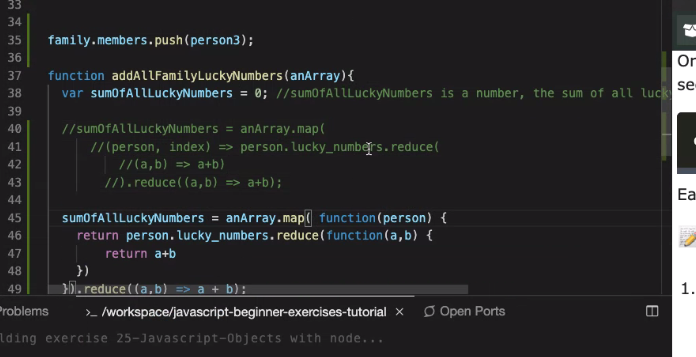 33
34
35 family.members.push(person3);
36
37 function addAllFamilyLuckyNumbers(anArray){
38 var sumOfAllLuckyNumbers = 0; //sumOfAllLuckyNumbers is a number, the sum of all lucky
39
40 //sumOfAllLuckyNumbers = anArray.map(
41 //(person, index) => person.lucky_numbers.reduce(
42 //(a,b) => a+b)
43 //).reduce((a,b) => a+b);
44
45 sumOfAllLuckyNumbers = anArray.map( function(person) {
46 return person.lucky_numbers.reduce(function(a,b) {
47 return a+b
48 })
49 }).reduce((a,b) => a + b);
Problems >_ /workspace/javascript-beginner-exercises-tutorial × Open Ports
lding exercise 25-Javascript-Objects with node...
Or
se
Ea
1.